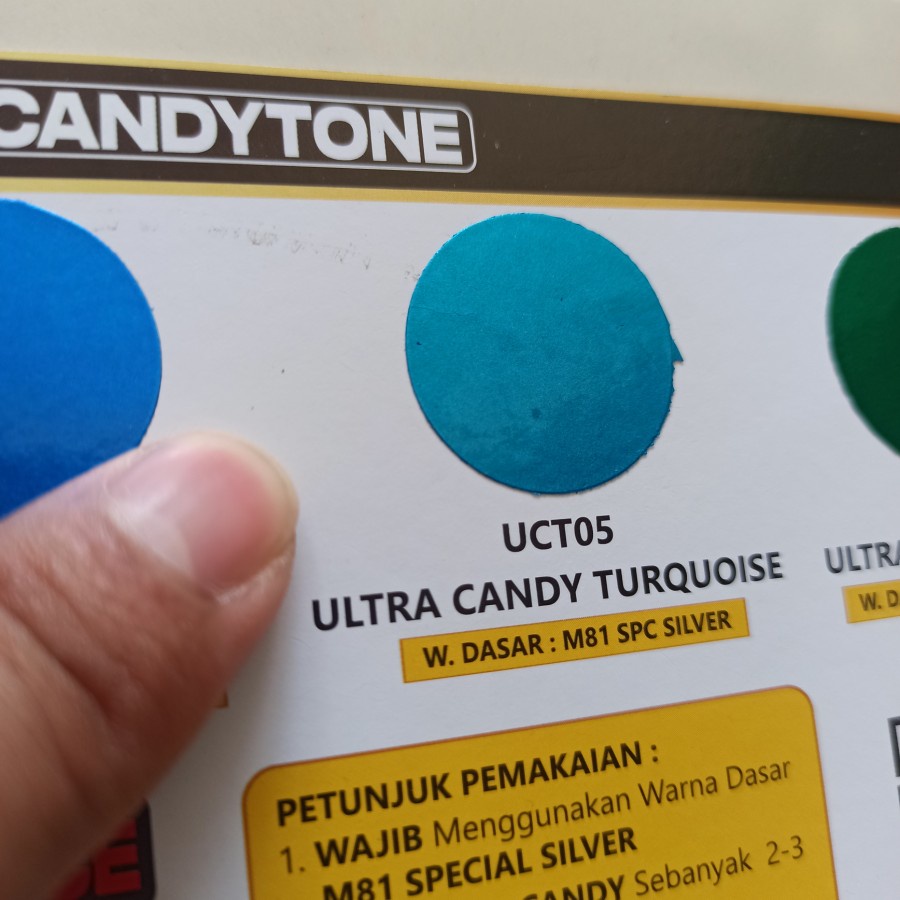 CANDYTONE
UCT05
ULTRA CANDY TURQUOISE
W. DASAR : M81 SPC SILVER
ULTRA
W. D
PETUNJUK PEMAKAIAN :
1. WAJIB Menggunakan Warna Dasar
M81 SPECIAL SILVER
CANDY Sebanyak 2-3